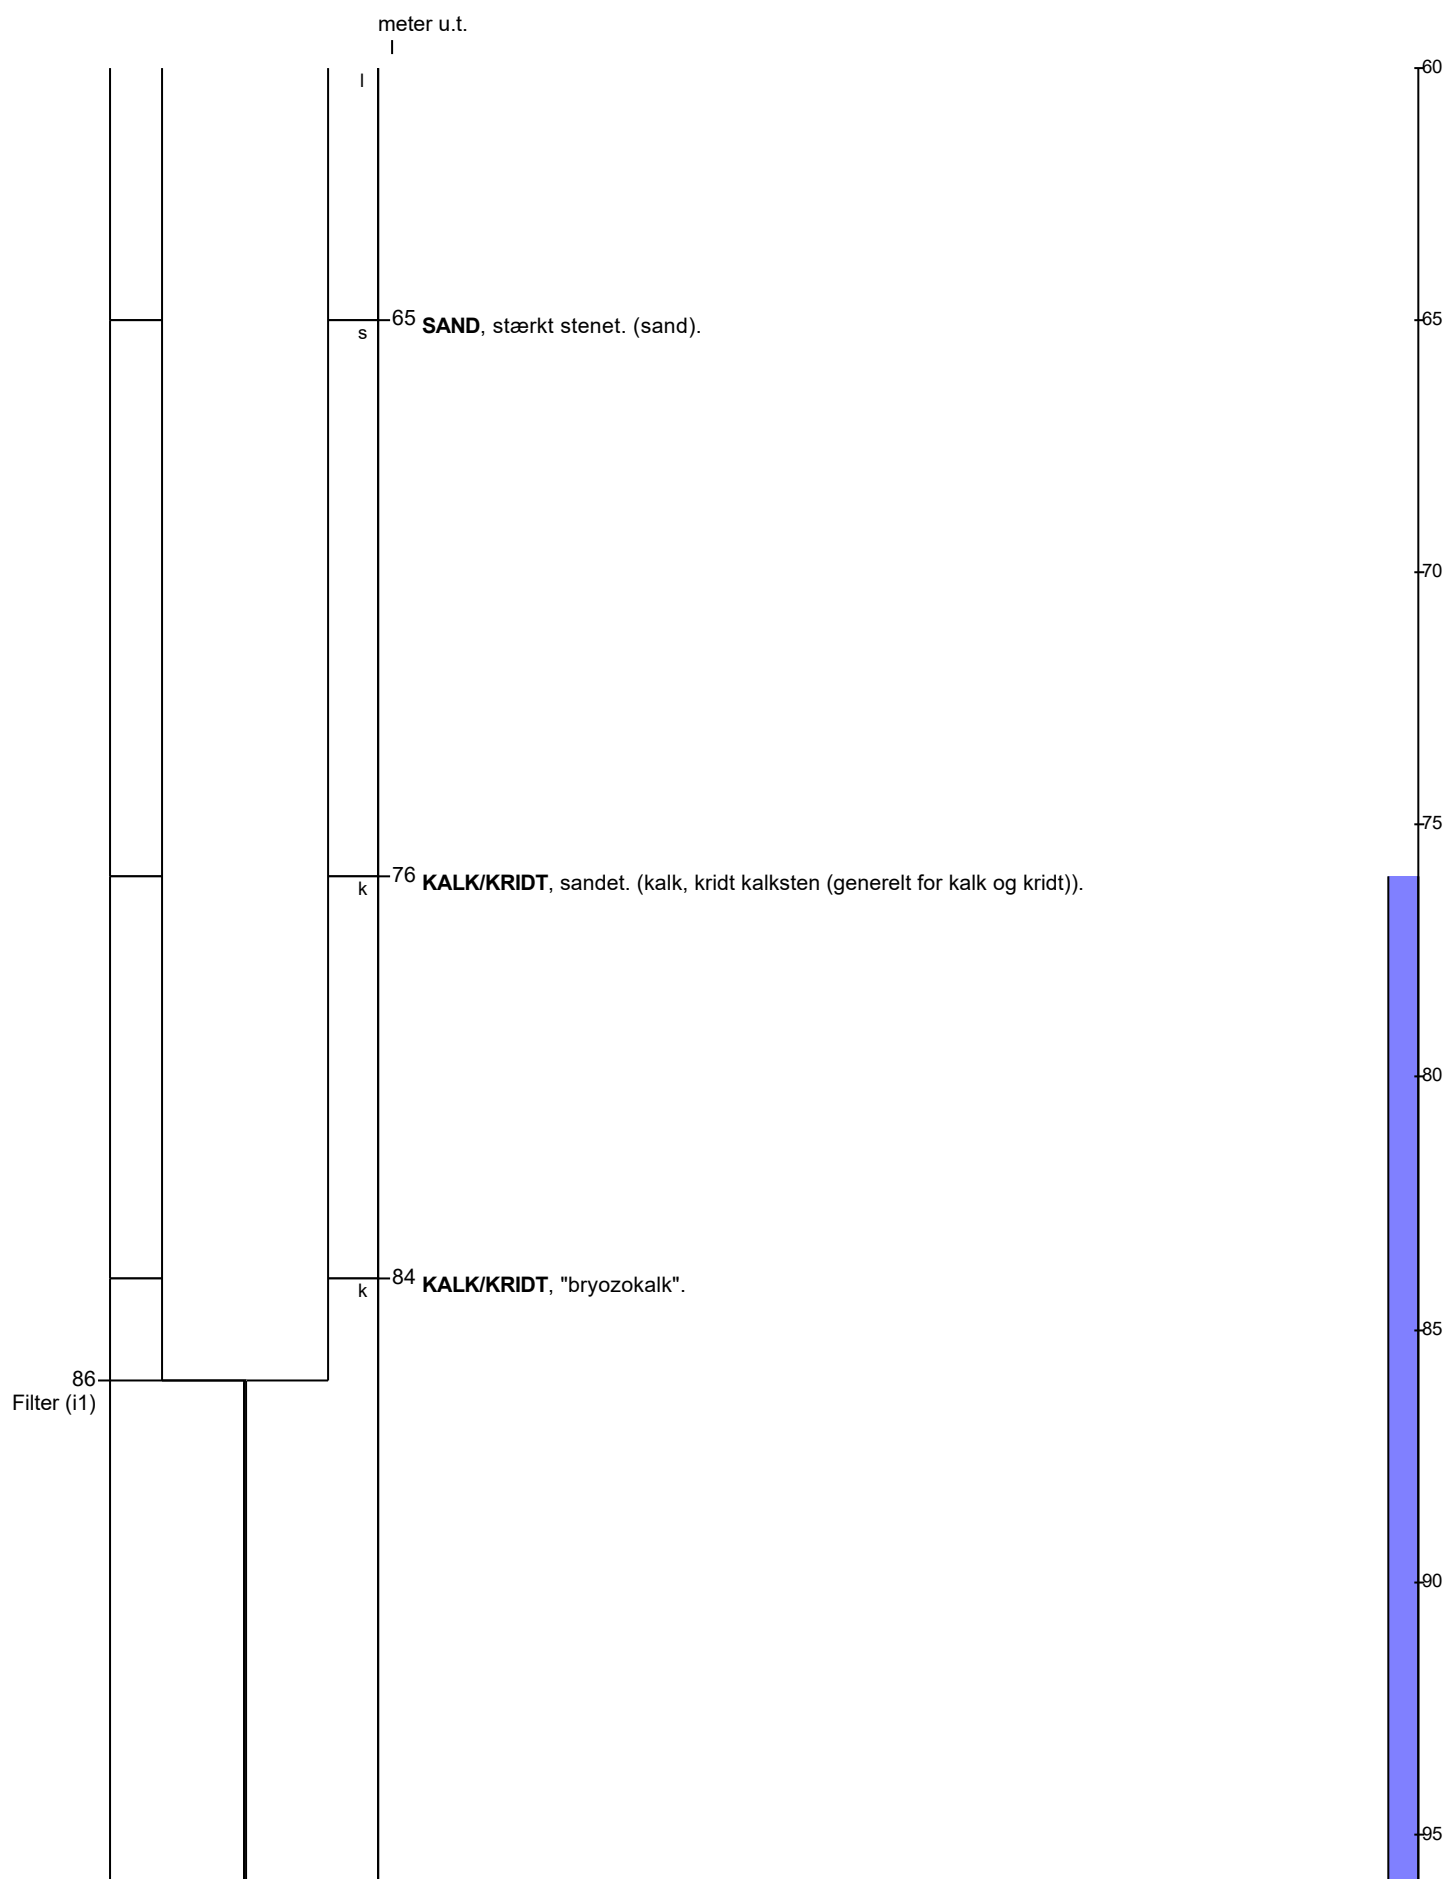 meter u.t.
l
60
65
s
SAND, stærkt stenet. (sand).
65
70
75
76
k
KALK/KRIDT, sandet. (kalk, kridt kalksten (generelt for kalk og kridt)).
80
84
k
KALK/KRIDT, "bryozokalk".
85
86
Filter (i1)
90
95